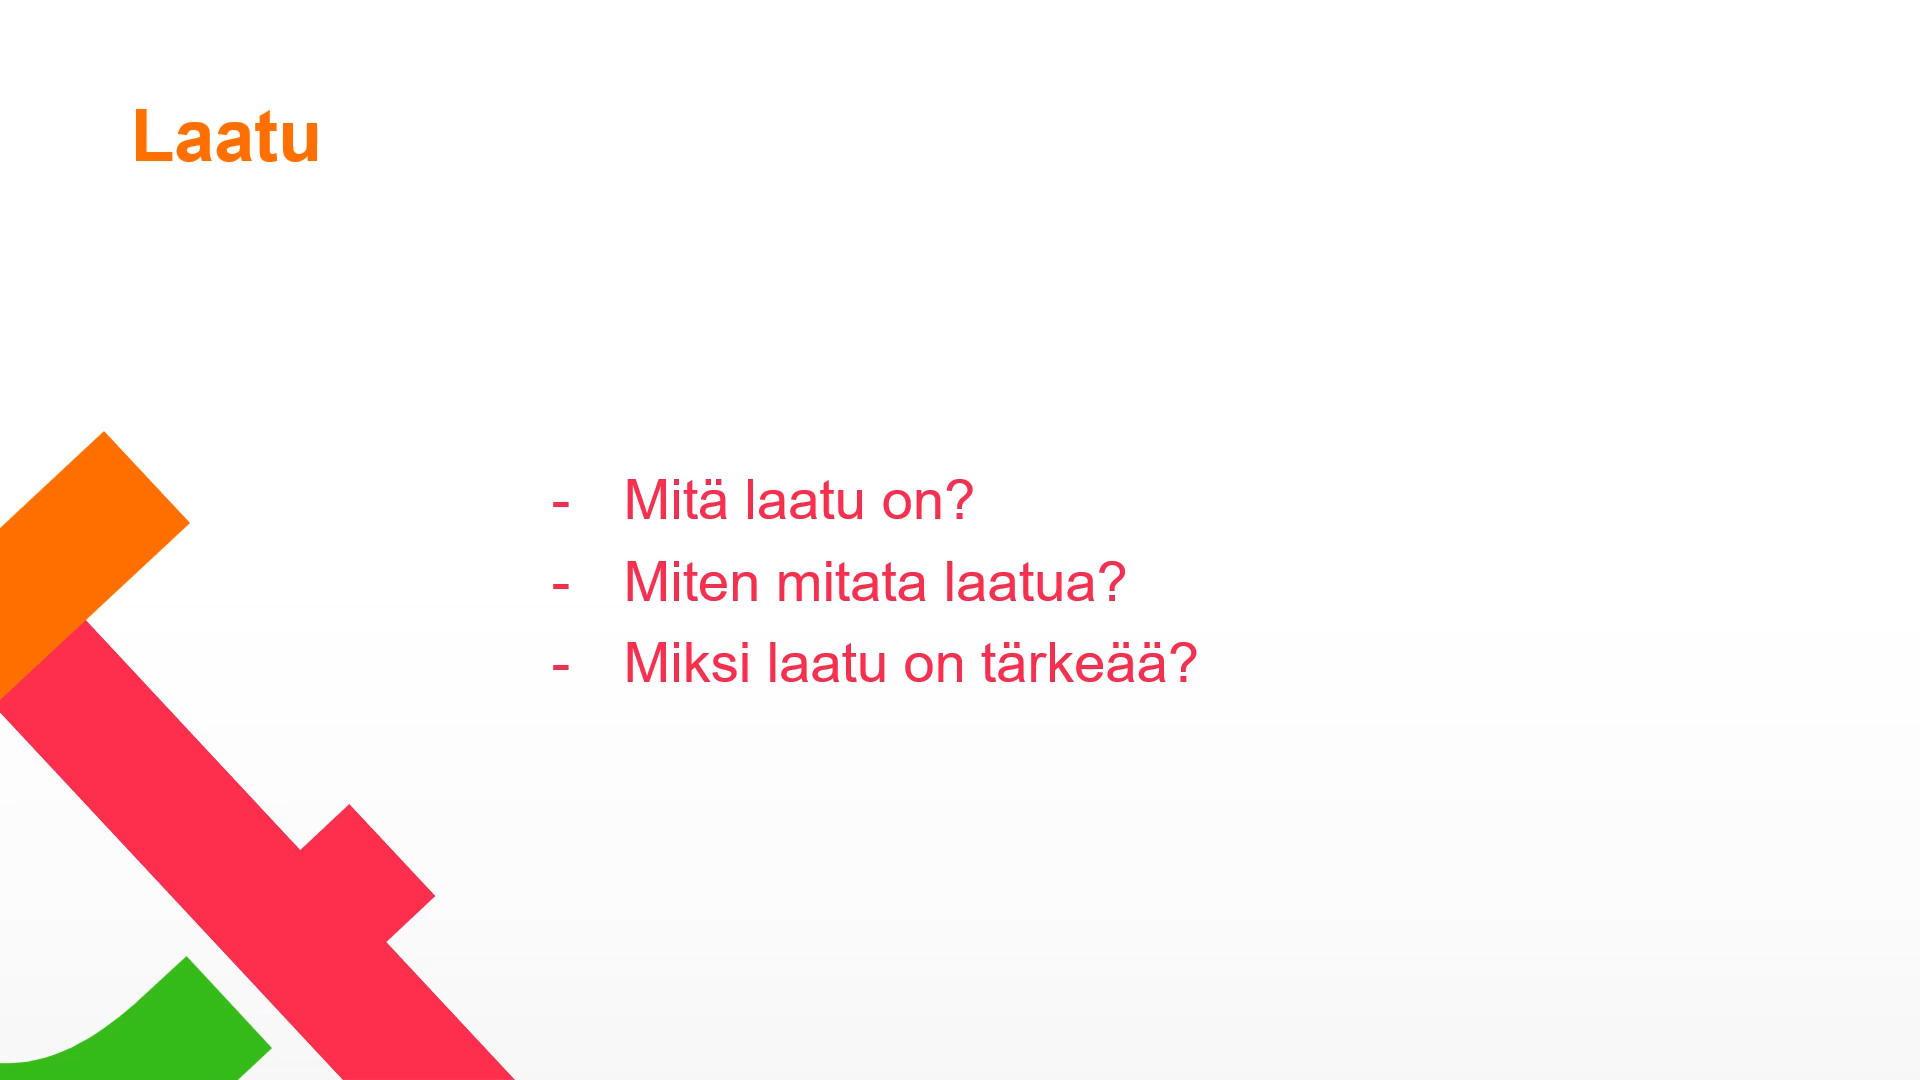 Laatu
- Mitä laatu on?
- Miten mitata laatua?
- Miksi laatu on tärkeää?